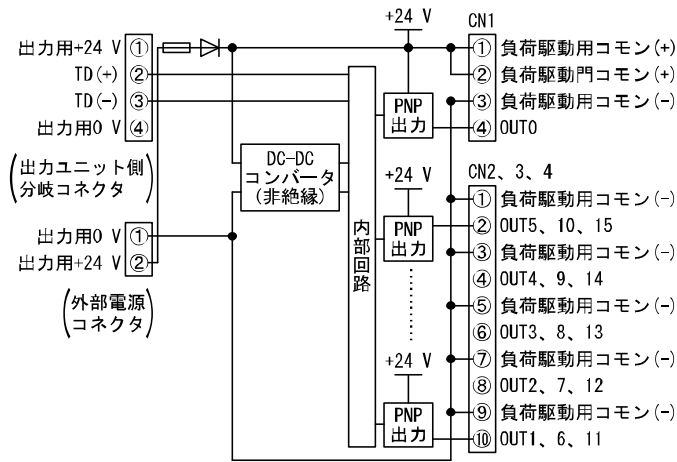 +24 V
出力用+24 V ①
TD(+) ②
TD(-) ③
出力用0 V ④
(出力ユニット側
分岐コネクタ)
出力用0 V ①
出力用+24 V ②
(外部電源
コネクタ)
DC-DC
コンバータ
(非絶縁)
内部回路
PNP
出力
+24 V
PNP
出力
+24 V
PNP
出力
CN1
① 負荷駆動用コモン(+)
② 負荷駆動門コモン(+)
③ 負荷駆動用コモン(-)
④ OUT0
CN2、3、4
① 負荷駆動用コモン(-)
② OUT5、10、15
③ 負荷駆動用コモン(-)
④ OUT4、9、14
⑤ 負荷駆動用コモン(-)
⑥ OUT3、8、13
⑦ 負荷駆動用コモン(-)
⑧ OUT2、7、12
⑨ 負荷駆動用コモン(-)
⑩ OUT1、6、11